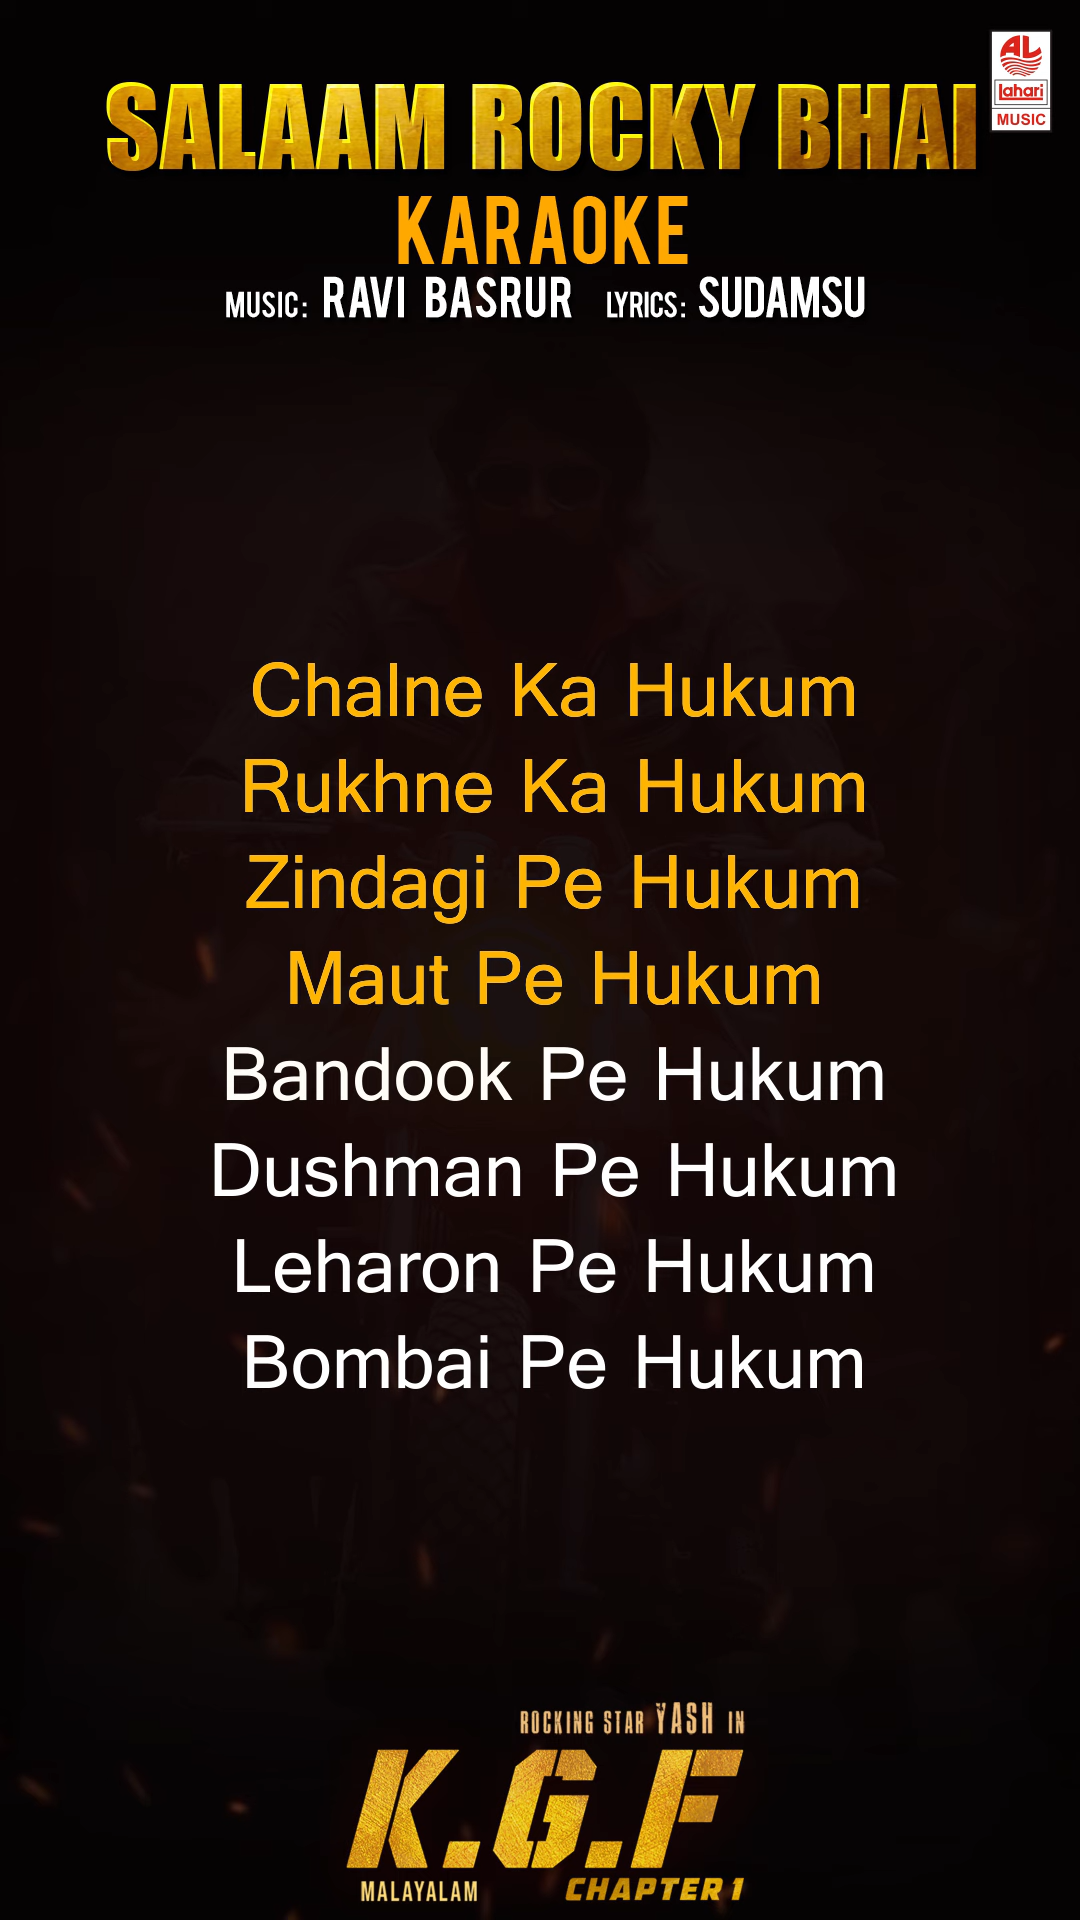 AL
Lahari
MUSIC
SALAAM ROCKY BHAI
KARAOKE
MUSIC: RAVI BASRUR LYRICS: SUDAMSU
Chalne Ka Hukum
Rukhne Ka Hukum
Zindagi Pe Hukum
Maut Pe Hukum
Bandook Pe Hukum
Dushman Pe Hukum
Leharon Pe Hukum
Bombai Pe Hukum
ROCKING STAR YASH IN
K.G.F
MALAYALAM CHAPTER 1